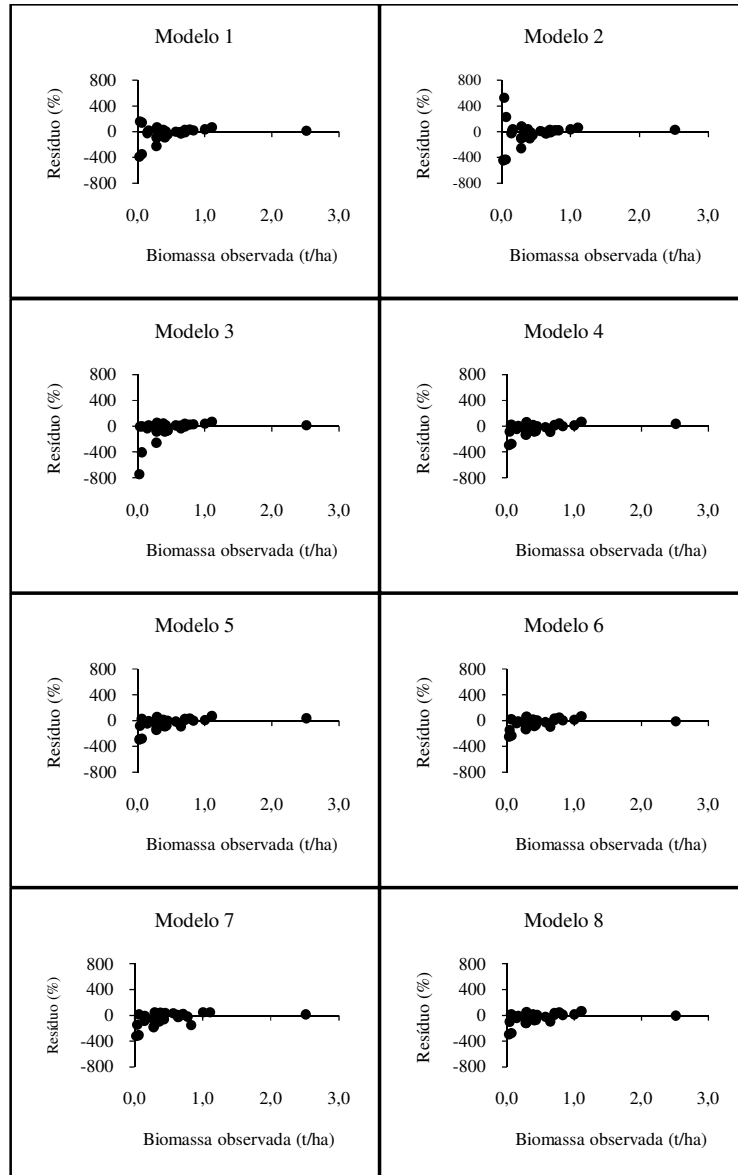 Modelo 1
Resíduo (%)
800
400
0
-400
-800
0,0 1,0 2,0 3,0
Biomassa observada (t/ha)
Modelo 2
Resíduo (%)
800
400
0
-400
-800
0,0 1,0 2,0 3,0
Biomassa observada (t/ha)
Modelo 3
Resíduo (%)
800
400
0
-400
-800
0,0 1,0 2,0 3,0
Biomassa observada (t/ha)
Modelo 4
Resíduo (%)
800
400
0
-400
-800
0,0 1,0 2,0 3,0
Biomassa observada (t/ha)
Modelo 5
Resíduo (%)
800
400
0
-400
-800
0,0 1,0 2,0 3,0
Biomassa observada (t/ha)
Modelo 6
Resíduo (%)
800
400
0
-400
-800
0,0 1,0 2,0 3,0
Biomassa observada (t/ha)
Modelo 7
Resíduo (%)
800
400
0
-400
-800
0,0 1,0 2,0 3,0
Biomassa observada (t/ha)
Modelo 8
Resíduo (%)
800
400
0
-400
-800
0,0 1,0 2,0 3,0
Biomassa observada (t/ha)